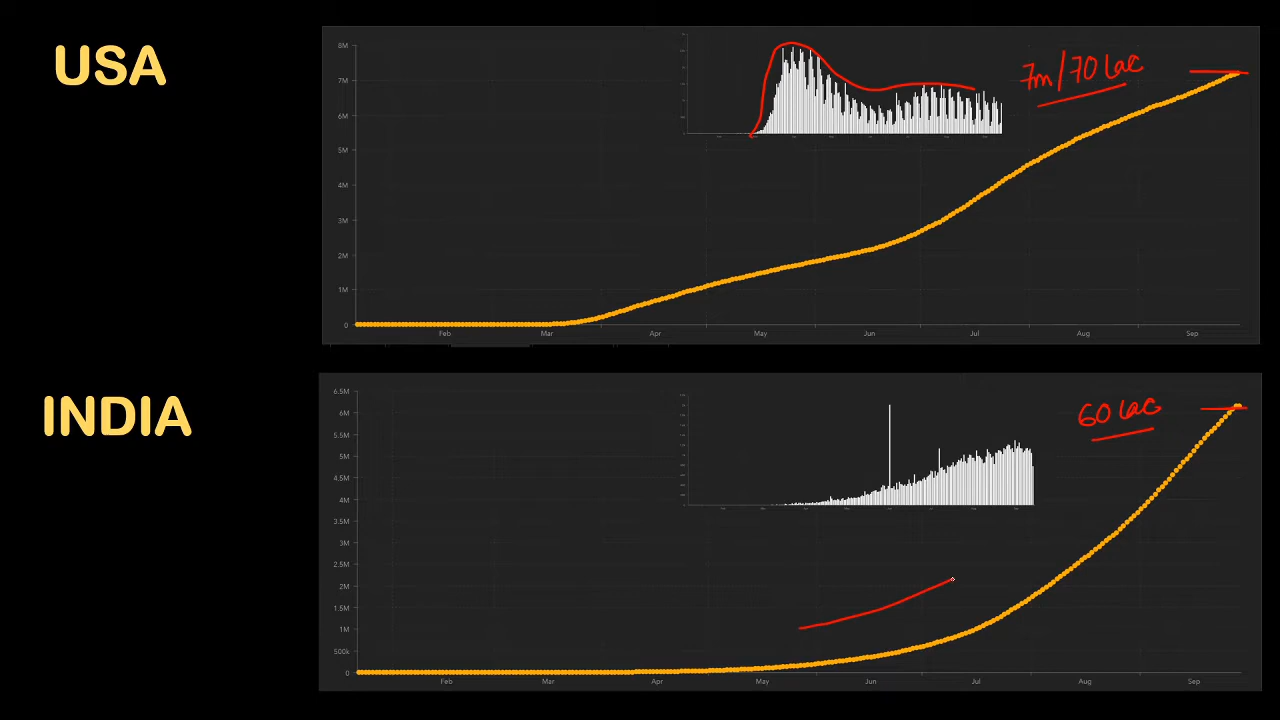 USA
8M
7M
6M
5M
4M
3M
2M
1M
0
Feb Mar Apr May Jun Jul Aug Sep
7m/70 lac
INDIA
6.5M
6M
5.5M
5M
4.5M
4M
3.5M
3M
2.5M
2M
1.5M
1M
500k
0
Feb Mar Apr May Jun Jul Aug Sep
60 lac